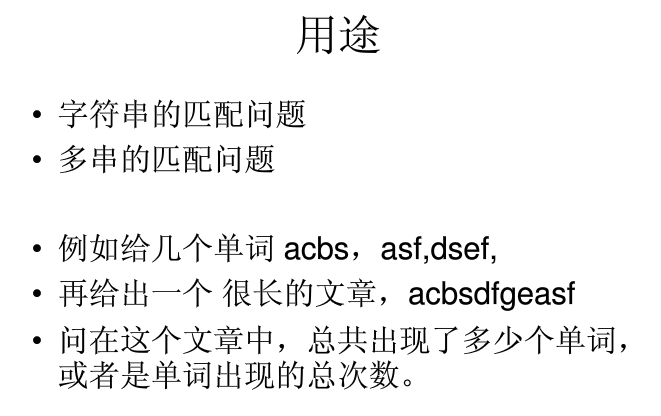 用途
• 字符串的匹配问题
• 多串的匹配问题
• 例如给几个单词 acbs，asf,dsef,
• 再给出一个 很长的文章，acbsdfgeasf
• 问在这个文章中，总共出现了多少个单词，
或者是单词出现的总次数。